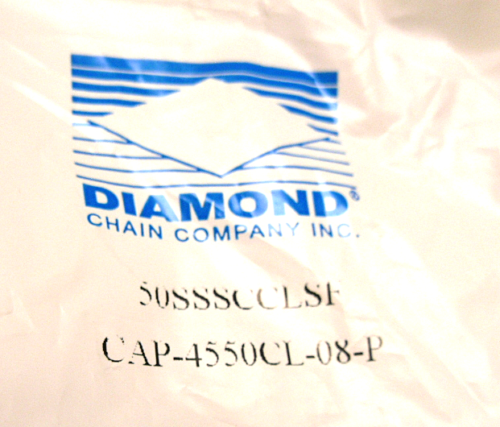 DIAMOND®
CHAIN COMPANY INC.
50SSSCCLSF
CAP-4550CL-08-P